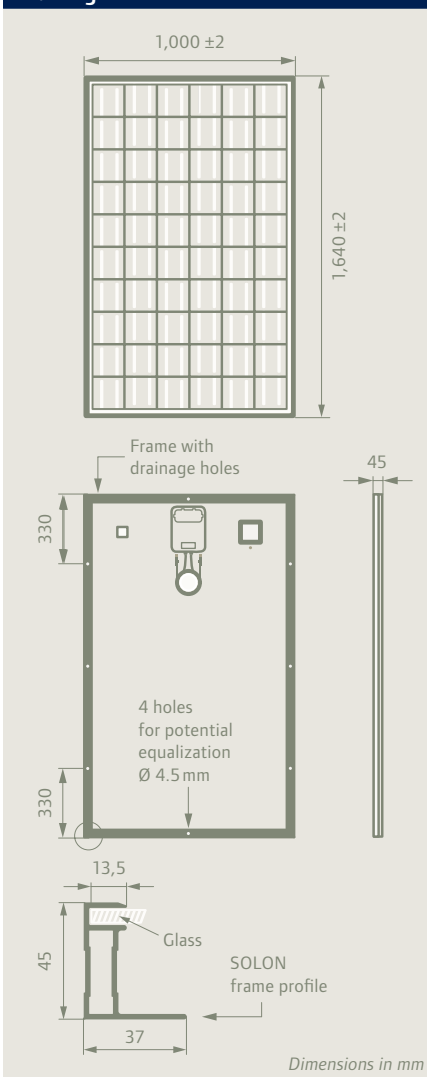 1,000 ±2
1,640 ±2
Frame with
drainage holes
45
330
4 holes
for potential
equalization
Ø 4.5 mm
330
13,5
Glass
45
SOLON
frame profile
37
Dimensions in mm